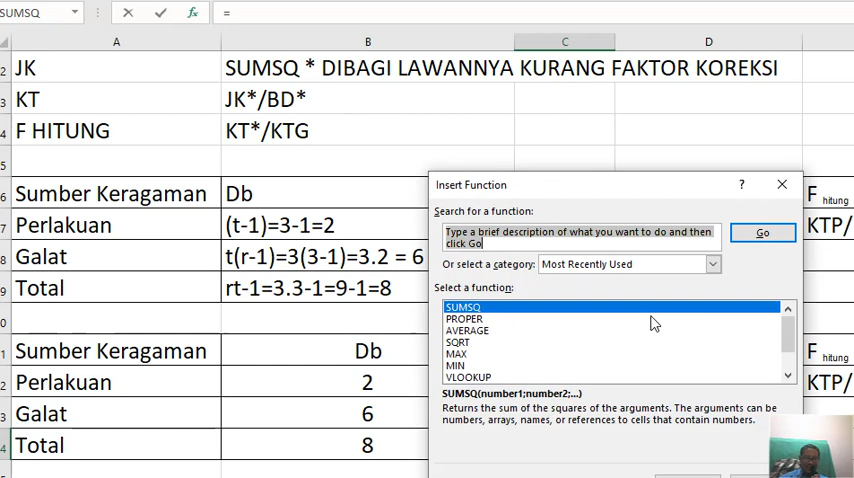 SUMSQ fx =
A B C D
2 JK SUMSQ * DIBAGI LAWANNYA KURANG FAKTOR KOREKSI
3 KT JK*/BD*
4 F HITUNG KT*/KTG
5
6 Sumber Keragaman Db F hitung
7 Perlakuan (t-1)=3-1=2 KTP/
8 Galat t(r-1)=3(3-1)=3.2 = 6
9 Total rt-1=3.3-1=9-1=8
0
1 Sumber Keragaman Db F hitung
2 Perlakuan 2 KTP/
3 Galat 6
4 Total 8
Insert Function ?
Search for a function:
Type a brief description of what you want to do and then
click Go
Go
Or select a category: Most Recently Used
Select a function:
SUMSQ
PROPER
AVERAGE
SQRT
MAX
MIN
VLOOKUP
SUMSQ(number1;number2;...)
Returns the sum of the squares of the arguments. The arguments can be
numbers, arrays, names, or references to cells that contain numbers.